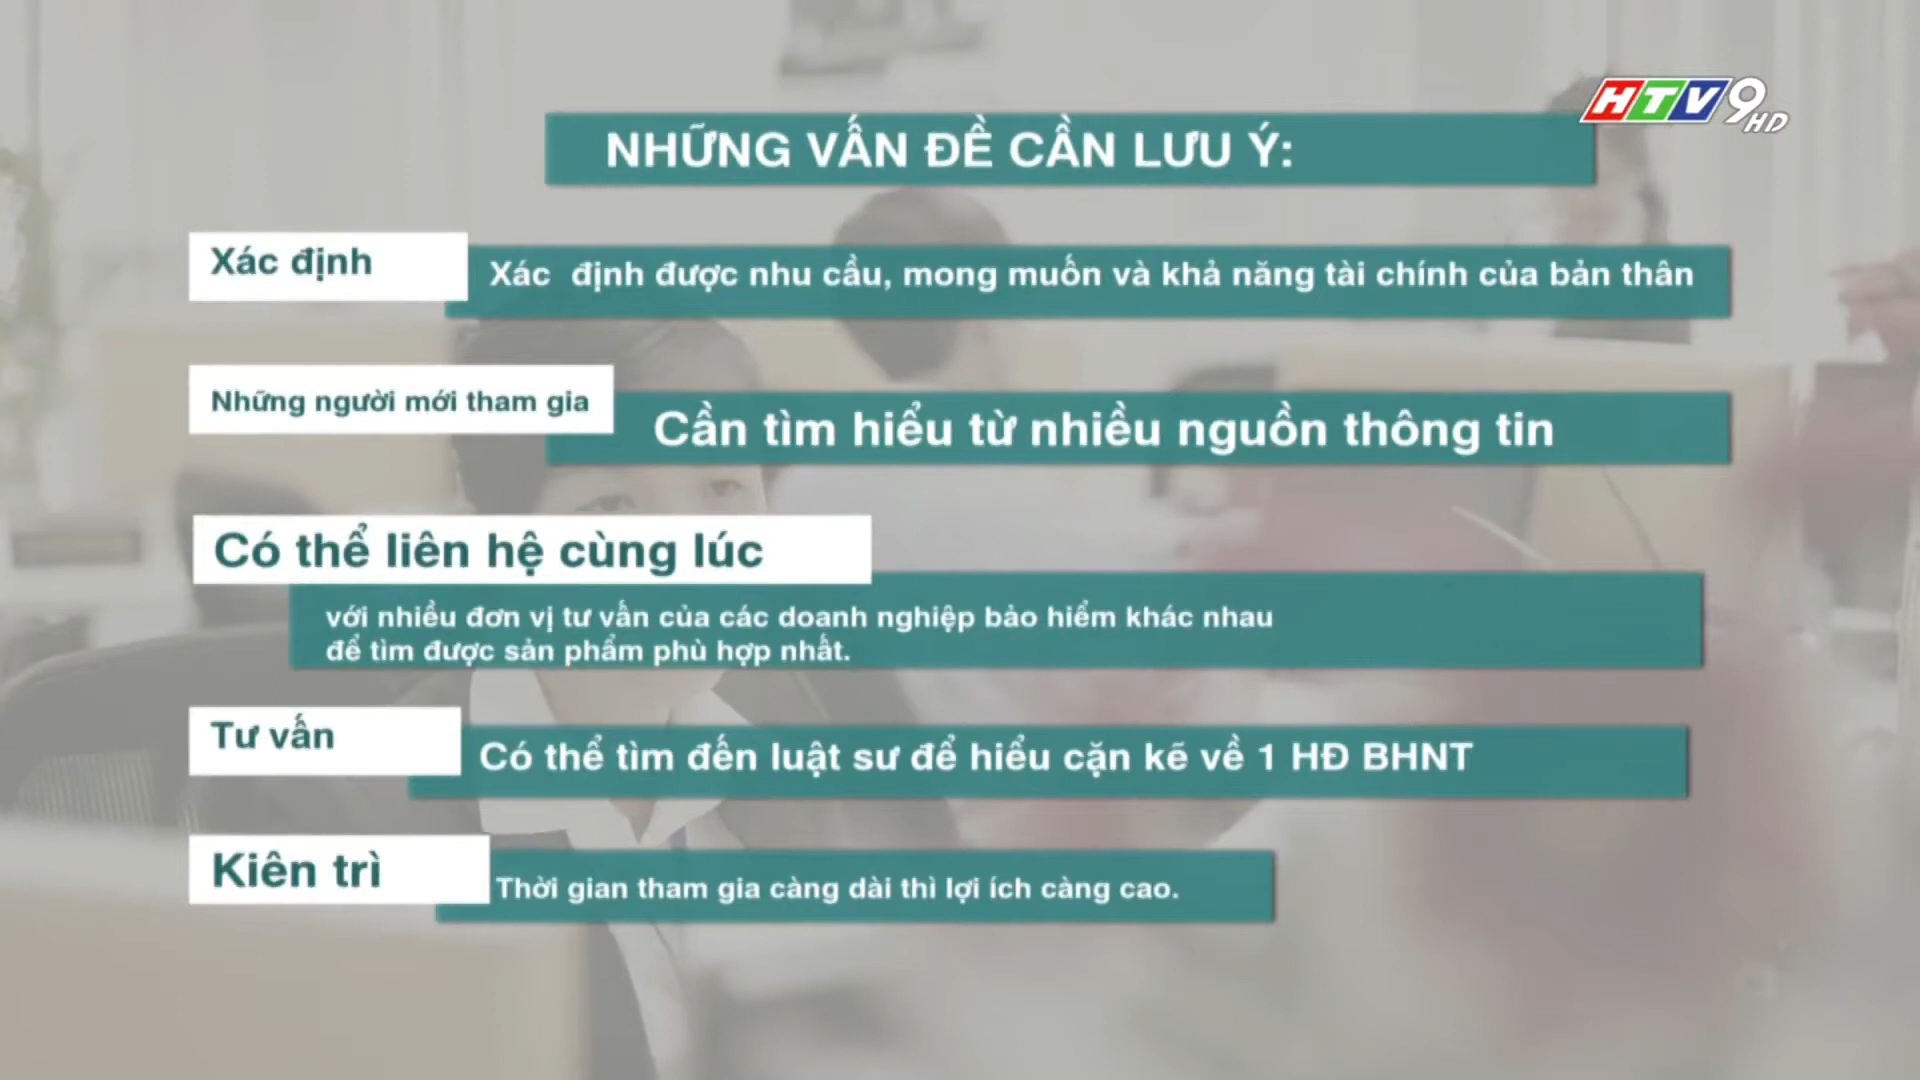 HTV9 HD
NHỮNG VẤN ĐỀ CẦN LƯU Ý:
Xác định
Xác định được nhu cầu, mong muốn và khả năng tài chính của bản thân
Những người mới tham gia
Cần tìm hiểu từ nhiều nguồn thông tin
Có thể liên hệ cùng lúc
với nhiều đơn vị tư vấn của các doanh nghiệp bảo hiểm khác nhau
để tìm được sản phẩm phù hợp nhất.
Tư vấn
Có thể tìm đến luật sư để hiểu cặn kẽ về 1 HĐ BHNT
Kiên trì
Thời gian tham gia càng dài thì lợi ích càng cao.